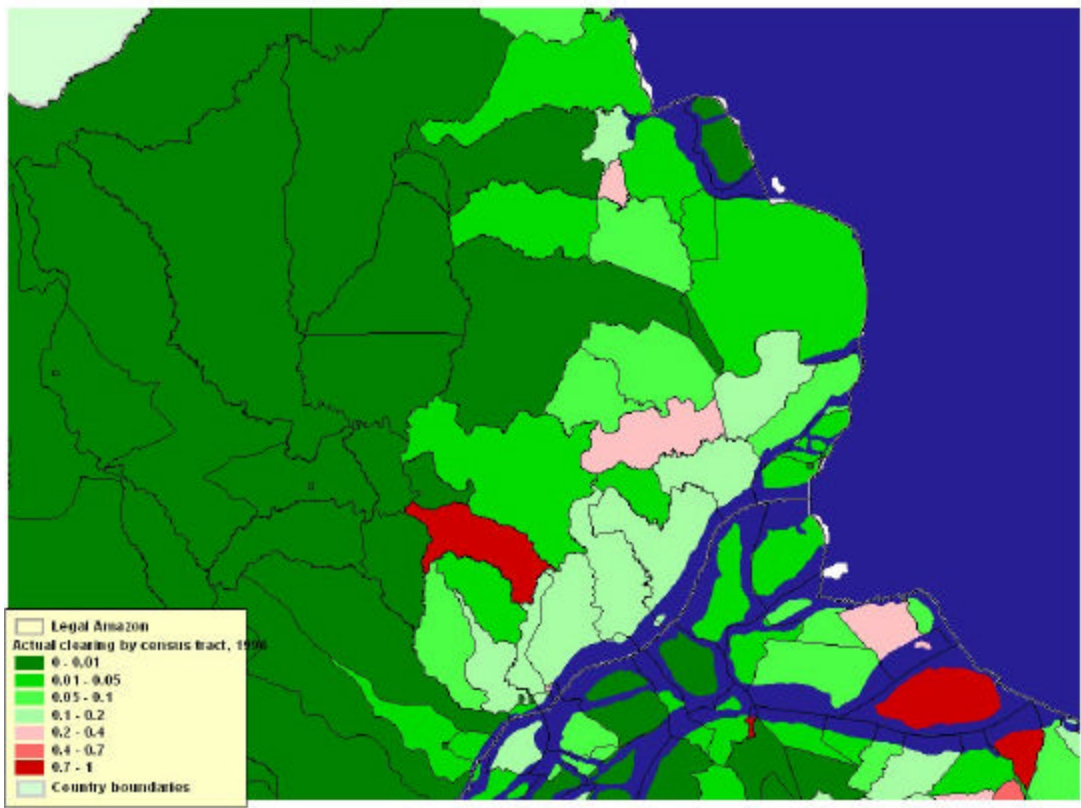 Legal Amazon
Actual clearing by census tract, 1996
0 - 0.01
0.01 - 0.05
0.05 - 0.1
0.1 - 0.2
0.2 - 0.4
0.4 - 0.7
0.7 - 1
Country boundaries